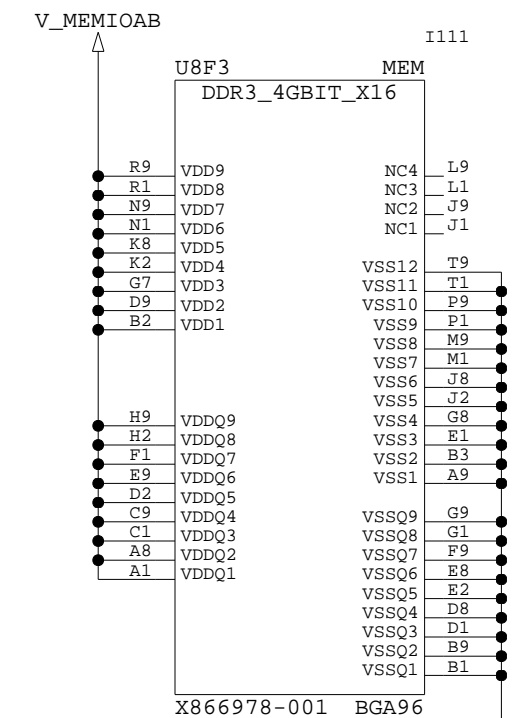 V_MEMIOAB
I111
U8F3 MEM
DDR3_4GBIT_X16
R9 VDD9 NC4 L9
R1 VDD8 NC3 L1
N9 VDD7 NC2 J9
N1 VDD6 NC1 J1
K8 VDD5
K2 VDD4 VSS12 T9
G7 VDD3 VSS11 T1
D9 VDD2 VSS10 P9
B2 VDD1 VSS9 P1
VSS8 M9
VSS7 M1
VSS6 J8
VSS5 J2
H9 VDDQ9 VSS4 G8
H2 VDDQ8 VSS3 E1
F1 VDDQ7 VSS2 B3
E9 VDDQ6 VSS1 A9
D2 VDDQ5
C9 VDDQ4 VSSQ9 G9
C1 VDDQ3 VSSQ8 G1
A8 VDDQ2 VSSQ7 F9
A1 VDDQ1 VSSQ6 E8
VSSQ5 E2
VSSQ4 D8
VSSQ3 D1
VSSQ2 B9
VSSQ1 B1
X866978-001 BGA96